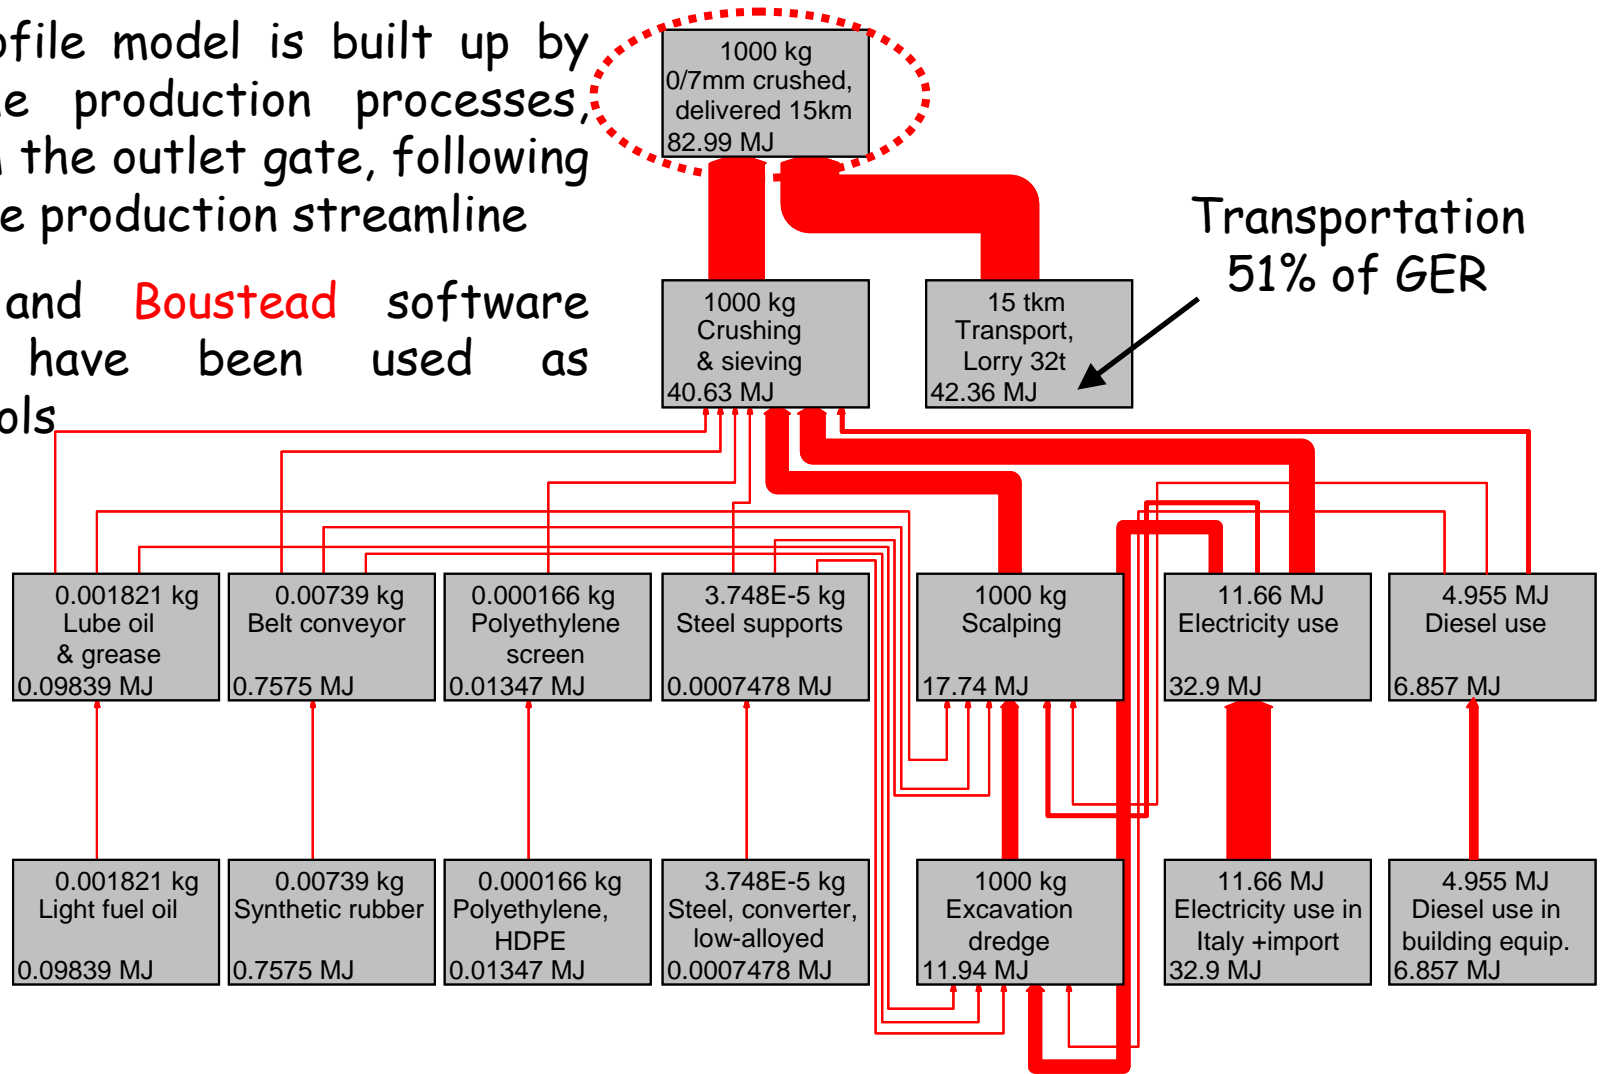 ofile model is built up by
e production processes,
the outlet gate, following
e production streamline
and Boustead software
have been used as
ols
1000 kg
0/7mm crushed,
delivered 15km
82.99 MJ
Transportation
51% of GER
1000 kg
Crushing
& sieving
40.63 MJ
15 tkm
Transport,
Lorry 32t
42.36 MJ
0.001821 kg
Lube oil
& grease
0.09839 MJ
0.00739 kg
Belt conveyor
0.7575 MJ
0.000166 kg
Polyethylene
screen
0.01347 MJ
3.748E-5 kg
Steel supports
0.0007478 MJ
1000 kg
Scalping
17.74 MJ
11.66 MJ
Electricity use
32.9 MJ
4.955 MJ
Diesel use
6.857 MJ
0.001821 kg
Light fuel oil
0.09839 MJ
0.00739 kg
Synthetic rubber
0.7575 MJ
0.000166 kg
Polyethylene,
HDPE
0.01347 MJ
3.748E-5 kg
Steel, converter,
low-alloyed
0.0007478 MJ
1000 kg
Excavation
dredge
11.94 MJ
11.66 MJ
Electricity use in
Italy +import
32.9 MJ
4.955 MJ
Diesel use in
building equip.
6.857 MJ